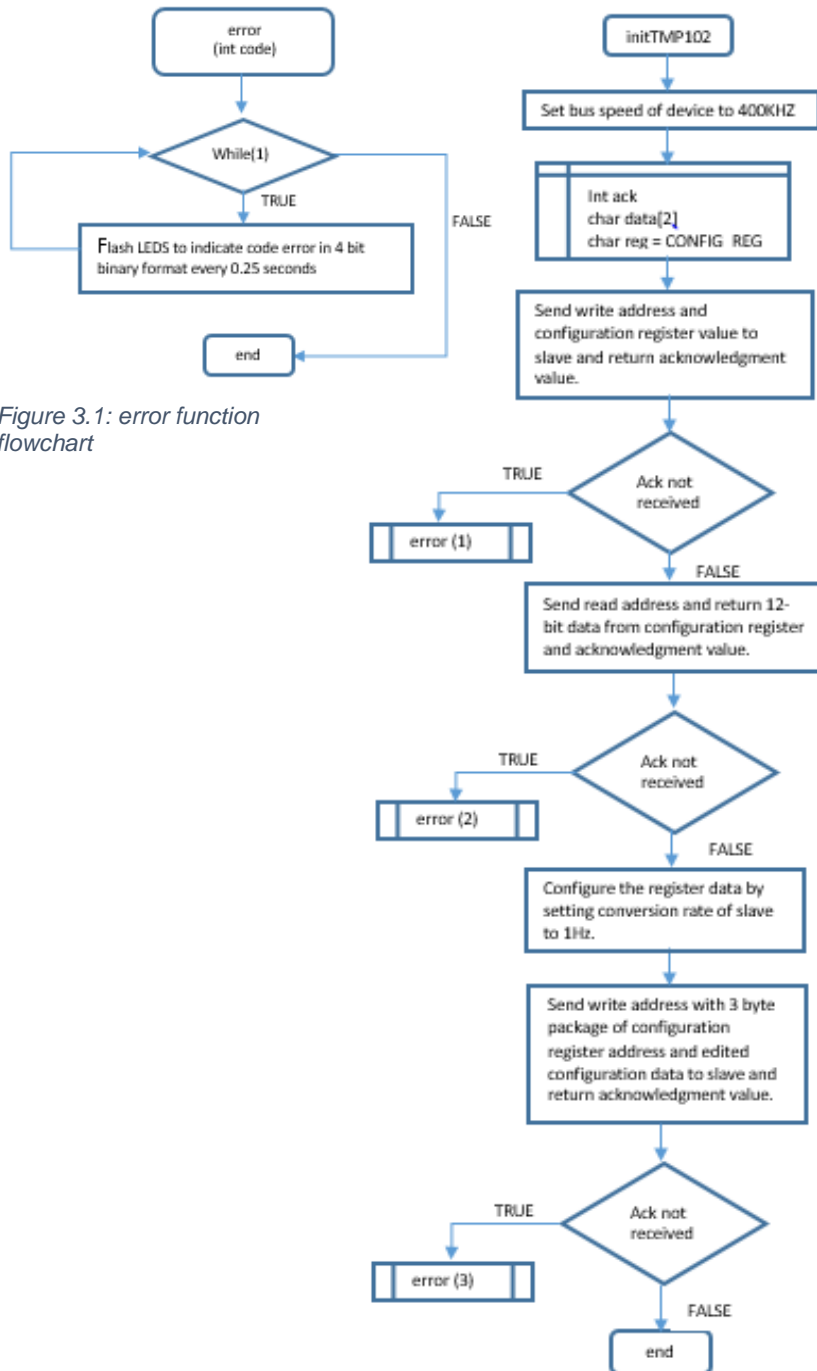 error
(int code)
While(1)
TRUE
FALSE
Flash LEDS to indicate code error in 4 bit
binary format every 0.25 seconds
end
Figure 3.1: error function
flowchart
initTMP102
Set bus speed of device to 400KHZ
Int ack
char data[2]
char reg = CONFIG_REG
Send write address and
configuration register value to
slave and return acknowledgment
value.
Ack not
received
TRUE
error (1)
FALSE
Send read address and return 12-
bit data from configuration register
and acknowledgment value.
Ack not
received
TRUE
error (2)
FALSE
Configure the register data by
setting conversion rate of slave
to 1Hz.
Send write address with 3 byte
package of configuration
register address and edited
configuration data to slave and
return acknowledgment value.
Ack not
received
TRUE
error (3)
FALSE
end